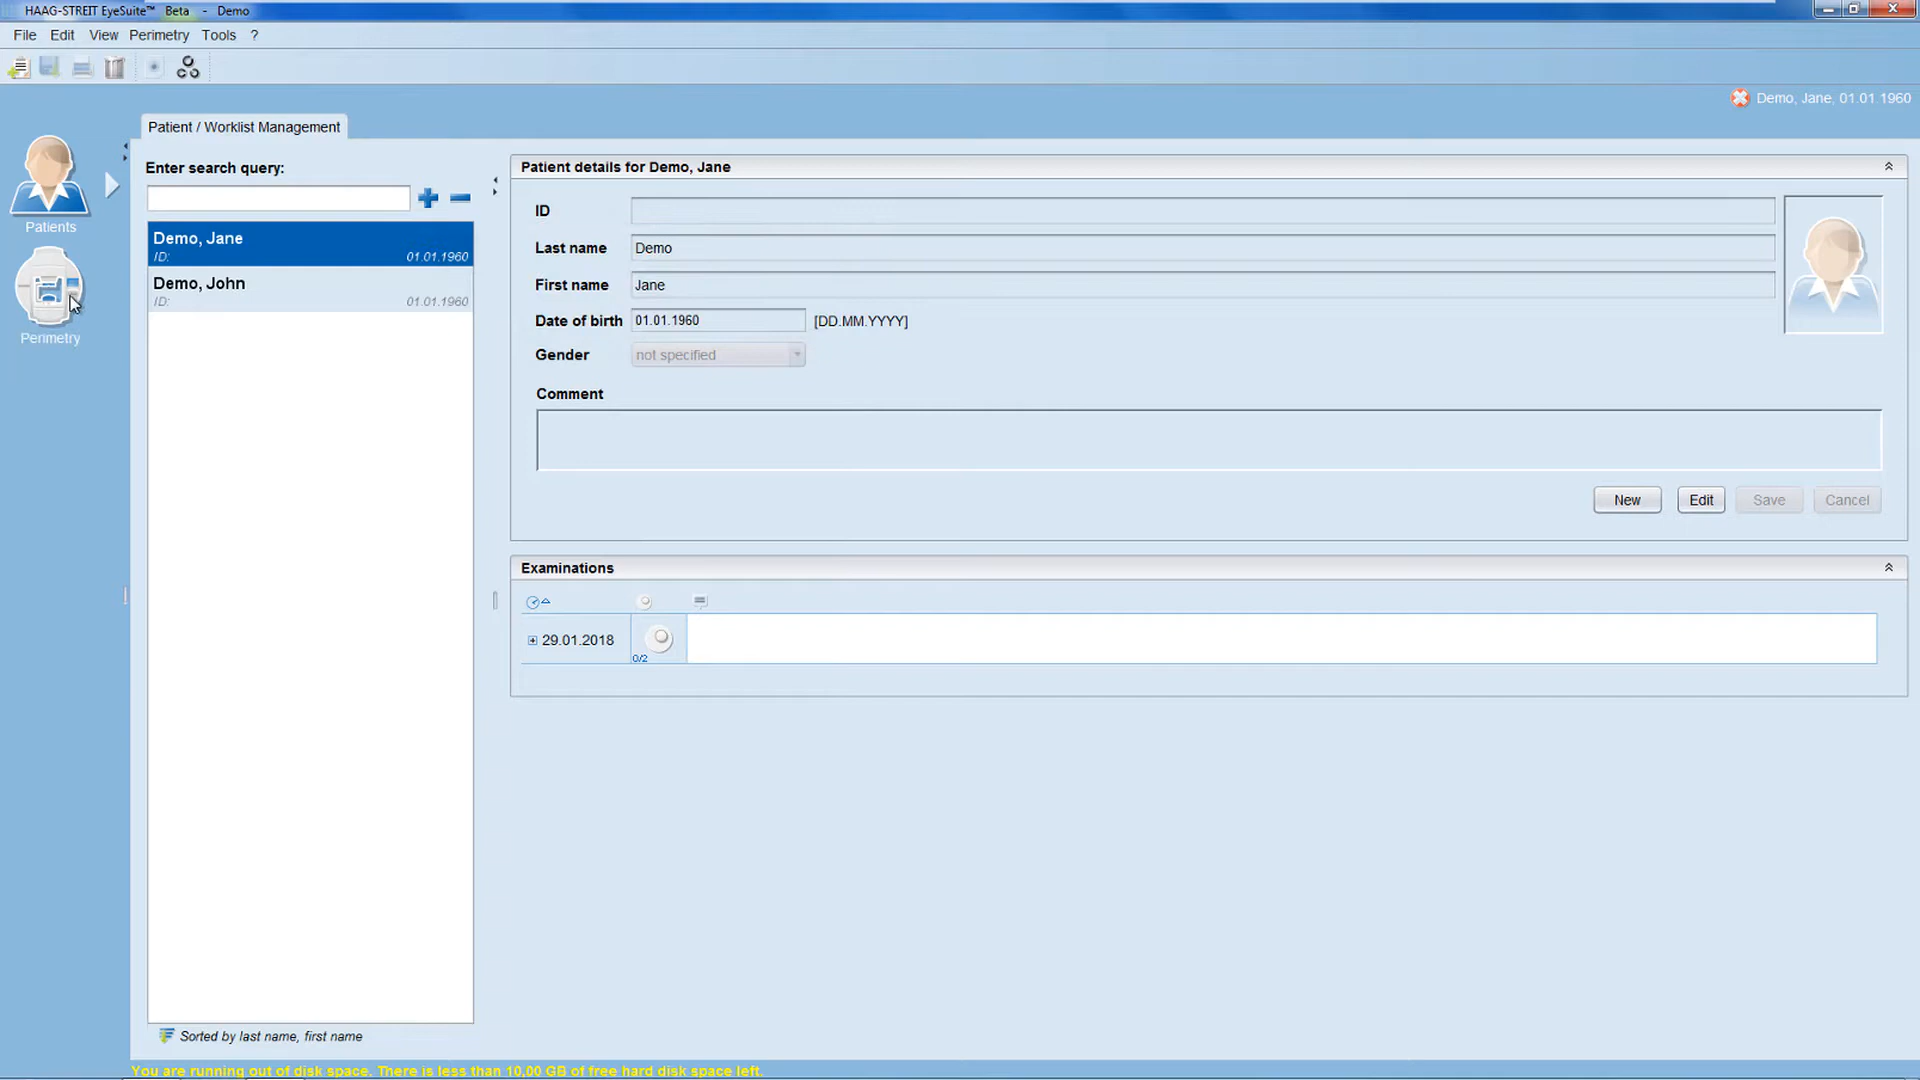 HAAG-STREIT EyeSuite™ Beta - Demo
File Edit View Perimetry Tools ?
Demo, Jane, 01.01.1960
Patient / Worklist Management
Patients
Perimetry
Enter search query:
Demo, Jane
ID: 01.01.1960
Demo, John
ID: 01.01.1960
Sorted by last name, first name
Patient details for Demo, Jane
ID
Last name Demo
First name Jane
Date of birth 01.01.1960 [DD.MM.YYYY]
Gender not specified
Comment
New Edit Save Cancel
Examinations
29.01.2018
0/2
You are running out of disk space. There is less than 10,00 GB of free hard disk space left.